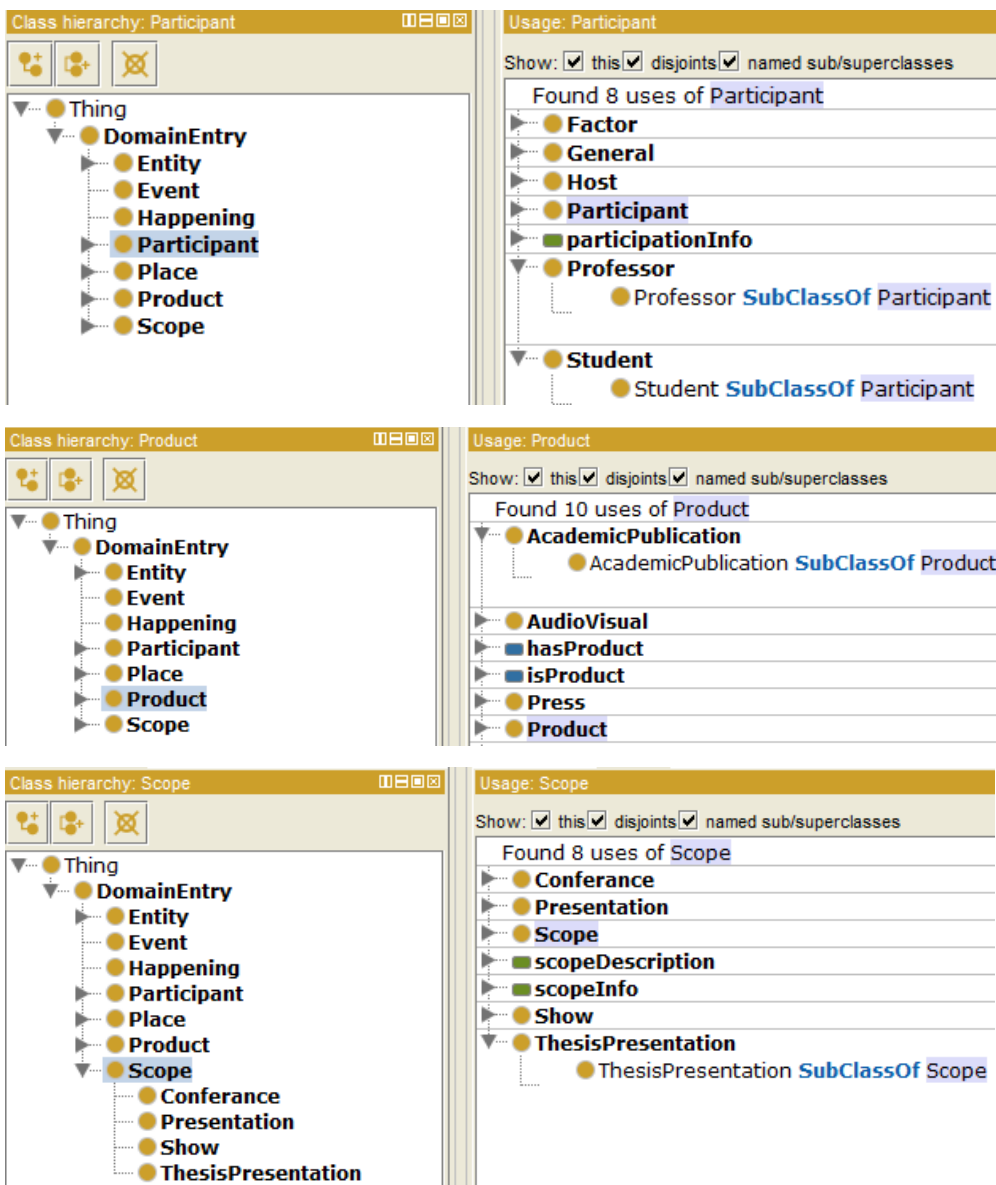 Class hierarchy: Participant
Thing
DomainEntry
Entity
Event
Happening
Participant
Place
Product
Scope
Usage: Participant
Show: this disjoints named sub/superclasses
Found 8 uses of Participant
Factor
General
Host
Participant
participationInfo
Professor
Professor SubClassOf Participant
Student
Student SubClassOf Participant
Class hierarchy: Product
Thing
DomainEntry
Entity
Event
Happening
Participant
Place
Product
Scope
Usage: Product
Show: this disjoints named sub/superclasses
Found 10 uses of Product
AcademicPublication
AcademicPublication SubClassOf Product
AudioVisual
hasProduct
isProduct
Press
Product
Class hierarchy: Scope
Thing
DomainEntry
Entity
Event
Happening
Participant
Place
Product
Scope
Conferance
Presentation
Show
ThesisPresentation
Usage: Scope
Show: this disjoints named sub/superclasses
Found 8 uses of Scope
Conferance
Presentation
Scope
scopeDescription
scopeInfo
Show
ThesisPresentation
ThesisPresentation SubClassOf Scope